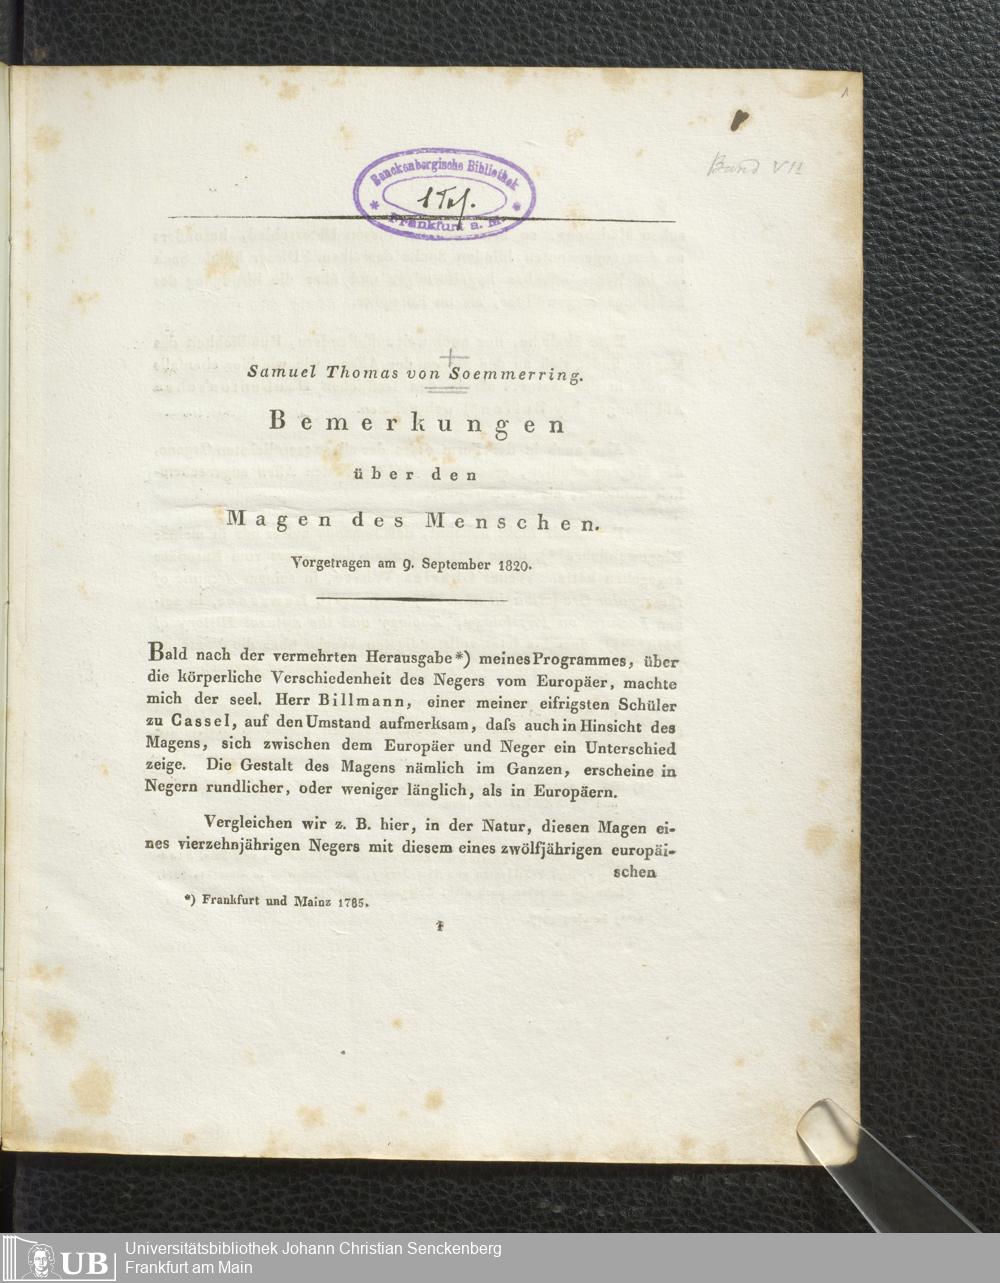 Band VII
Senckenbergische Bibliothek
1 Taf.
Frankfurt a. M.
Samuel Thomas von Soemmerring.
Bemerkungen
über den
Magen des Menschen.
Vorgetragen am 9. September 1820.
Bald nach der vermehrten Herausgabe*) meines Programmes, über
die körperliche Verschiedenheit des Negers vom Europäer, machte
mich der seel. Herr Billmann, einer meiner eifrigsten Schüler
zu Cassel, auf den Umstand aufmerksam, daſs auch in Hinsicht des
Magens, sich zwischen dem Europäer und Neger ein Unterschied
zeige. Die Gestalt des Magens nämlich im Ganzen, erscheine in
Negern rundlicher, oder weniger länglich, als in Europäern.
Vergleichen wir z. B. hier, in der Natur, diesen Magen ei-
nes vierzehnjährigen Negers mit diesem eines zwölfjährigen europäi-
schen
*) Frankfurt und Mainz 1785.
1
UB
Universitätsbibliothek Johann Christian Senckenberg
Frankfurt am Main